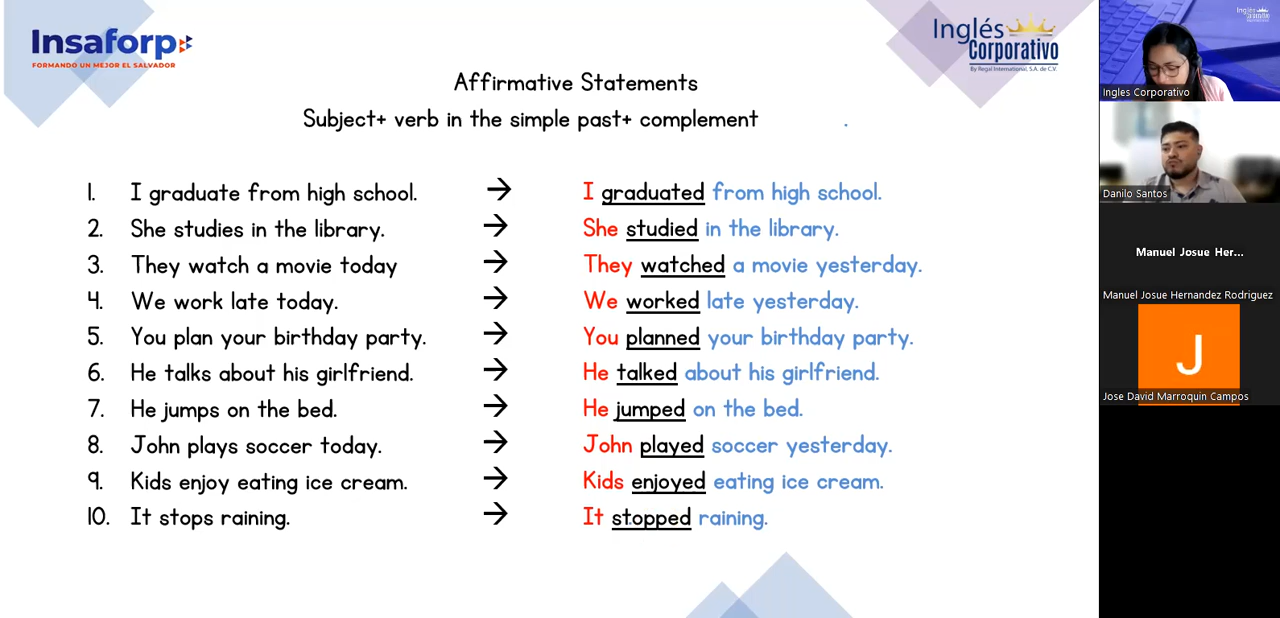 Insaforp
FORMANDO UN MEJOR EL SALVADOR
Inglés
Corporativo
By Regal International, S.A. de C.V.
Affirmative Statements
Subject+ verb in the simple past+ complement .
1. I graduate from high school. → I graduated from high school.
2. She studies in the library. → She studied in the library.
3. They watch a movie today → They watched a movie yesterday.
4. We work late today. → We worked late yesterday.
5. You plan your birthday party. → You planned your birthday party.
6. He talks about his girlfriend. → He talked about his girlfriend.
7. He jumps on the bed. → He jumped on the bed.
8. John plays soccer today. → John played soccer yesterday.
9. Kids enjoy eating ice cream. → Kids enjoyed eating ice cream.
10. It stops raining. → It stopped raining.
Ingles Corporativo
Danilo Santos
Manuel Josue Her...
Manuel Josue Hernandez Rodriguez
J
Jose David Marroquin Campos